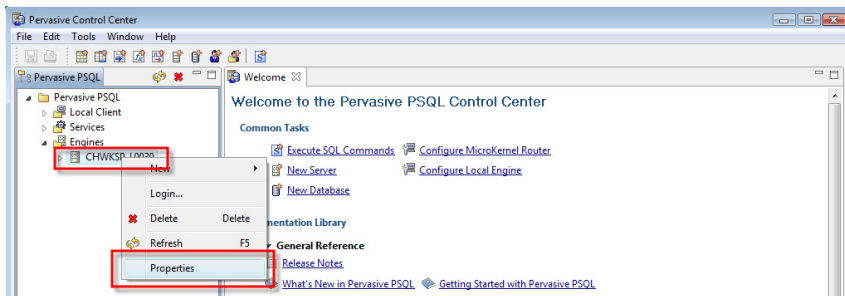 Pervasive Control Center
File Edit Tools Window Help
Pervasive PSQL
Welcome
Pervasive PSQL
Local Client
Services
Engines
New
Login...
Delete Delete
Refresh F5
Properties
Welcome to the Pervasive PSQL Control Center
Common Tasks
Execute SQL Commands Configure MicroKernel Router
New Server Configure Local Engine
New Database
mentation Library
General Reference
Release Notes
What's New in Pervasive PSQL Getting Started with Pervasive PSQL